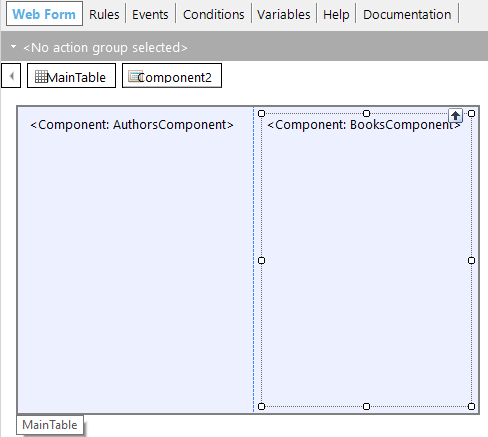 Web Form Rules Events Conditions Variables Help Documentation
<No action group selected>
MainTable Component2
<Component: AuthorsComponent> <Component: BooksComponent>
MainTable